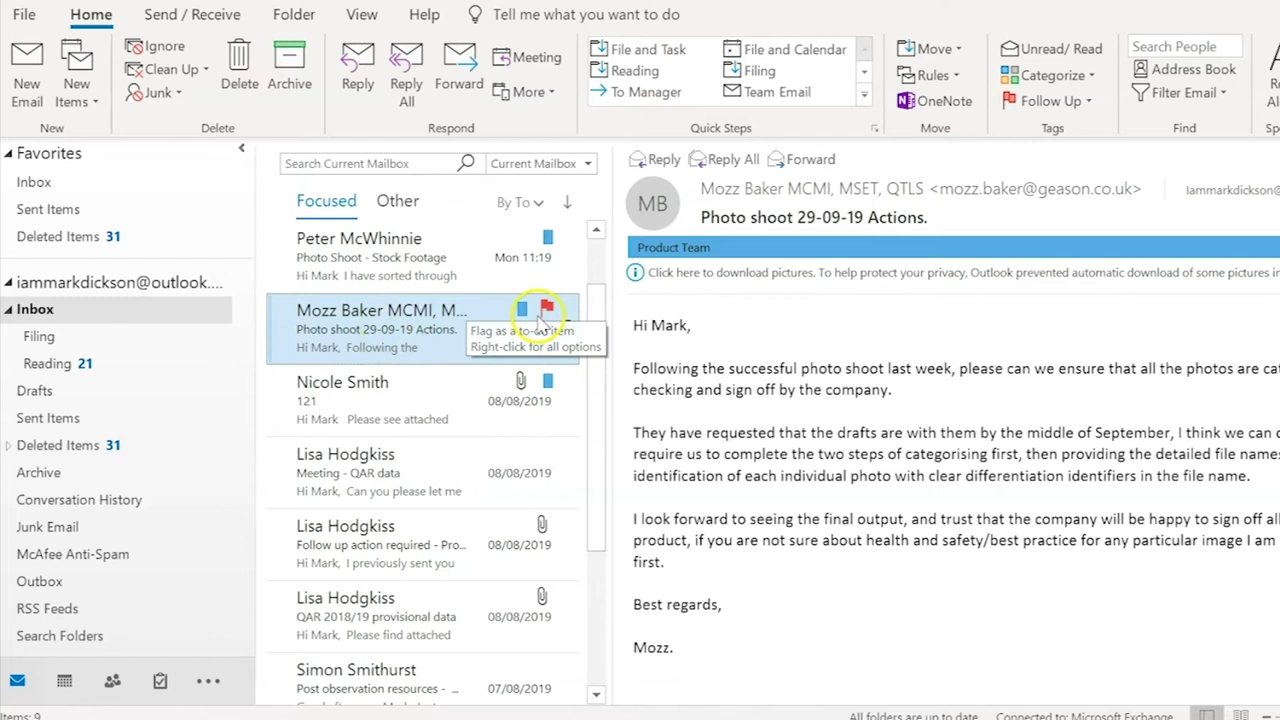 File Home Send / Receive Folder View Help Tell me what you want to do
New Email
New Items
New
Ignore
Clean Up
Junk
Delete
Archive
Delete
Reply
Reply All
Forward
Meeting
More
Respond
File and Task
Reading
To Manager
File and Calendar
Filing
Team Email
Quick Steps
Move
Rules
OneNote
Move
Unread/ Read
Categorize
Follow Up
Tags
Search People
Address Book
Filter Email
Find
Favorites
Inbox
Sent Items
Deleted Items 31
iammarkdickson@outlook....
Inbox
Filing
Reading 21
Drafts
Sent Items
Deleted Items 31
Archive
Conversation History
Junk Email
McAfee Anti-Spam
Outbox
RSS Feeds
Search Folders
Items: 9
Search Current Mailbox
Current Mailbox
Focused Other By To
Peter McWhinnie
Photo Shoot - Stock Footage Mon 11:19
Hi Mark I have sorted through
Mozz Baker MCMI, M...
Photo shoot 29-09-19 Actions.
Hi Mark, Following the
Flag as a to-do item
Right-click for all options
Nicole Smith
121 08/08/2019
Hi Mark Please see attached
Lisa Hodgkiss
Meeting - QAR data 08/08/2019
Hi Mark, Can you please let me
Lisa Hodgkiss
Follow up action required - Pro... 08/08/2019
Hi Mark, I previously sent you
Lisa Hodgkiss
QAR 2018/19 provisional data 08/08/2019
Hi Mark, Please find attached
Simon Smithurst
Post observation resources - ... 07/08/2019
Reply Reply All Forward
MB
Mozz Baker MCMI, MSET, QTLS <mozz.baker@geason.co.uk> Iammarkdickson@
Photo shoot 29-09-19 Actions.
Product Team
Click here to download pictures. To help protect your privacy, Outlook prevented automatic download of some pictures in
Hi Mark,
Following the successful photo shoot last week, please can we ensure that all the photos are cat
checking and sign off by the company.
They have requested that the drafts are with them by the middle of September, I think we can
require us to complete the two steps of categorising first, then providing the detailed file names
identification of each individual photo with clear differentiation identifiers in the file name.
I look forward to seeing the final output, and trust that the company will be happy to sign off all
product, if you are not sure about health and safety/best practice for any particular image I am
first.
Best regards,
Mozz.
All folders are up to date. Connected to: Microsoft Exchange